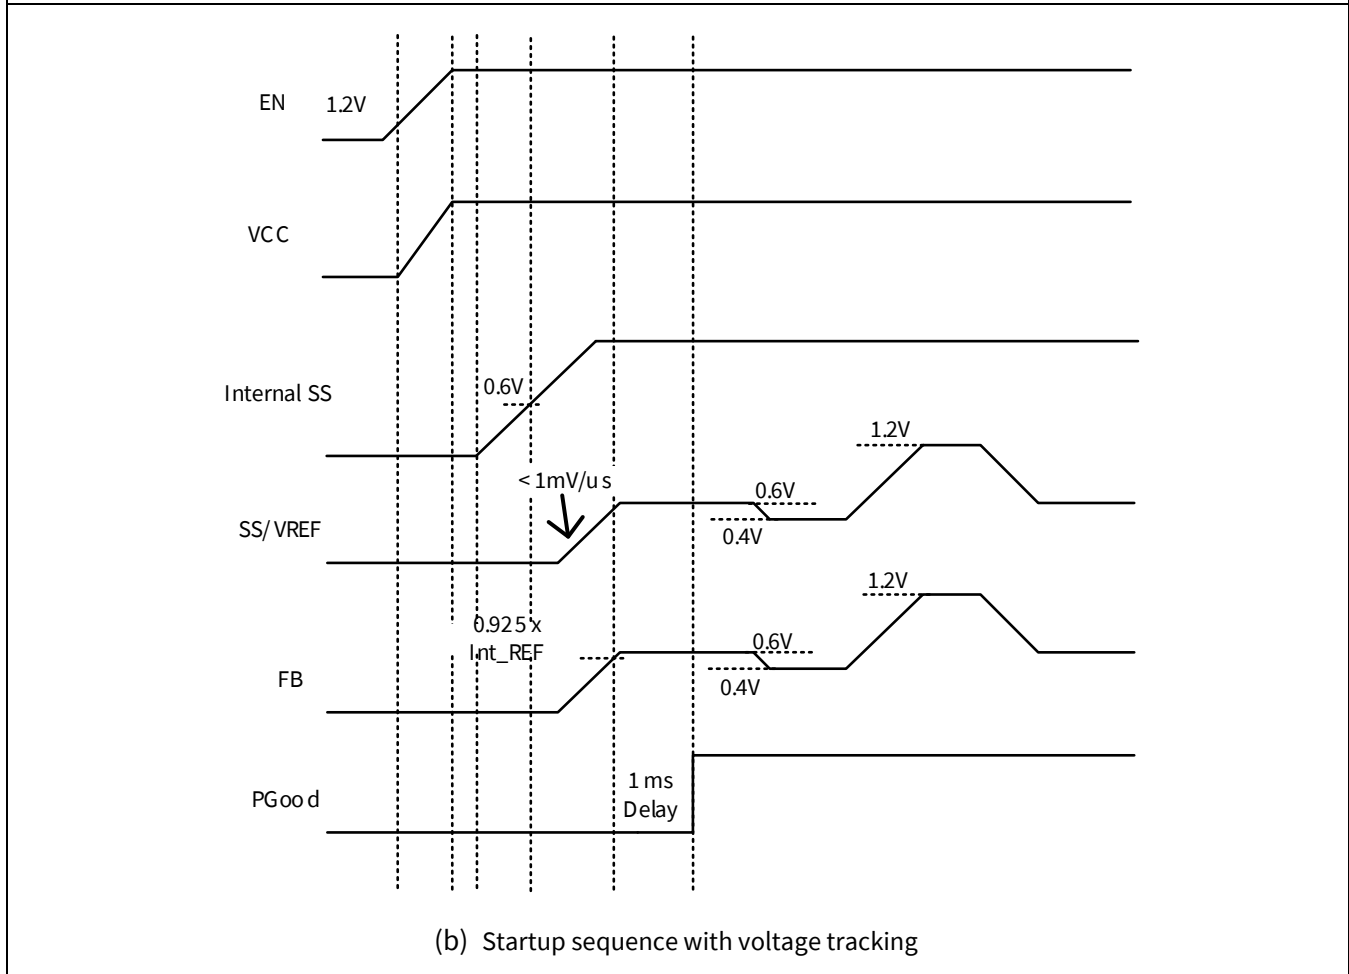 EN 1.2V
VCC
0.6V
Internal SS
1.2V
< 1mV/us
0.6V
SS/VREF
0.4V
1.2V
0.925 x
0.6V
Int_REF
FB
0.4V
1 ms
PGood
Delay
(b) Startup sequence with voltage tracking